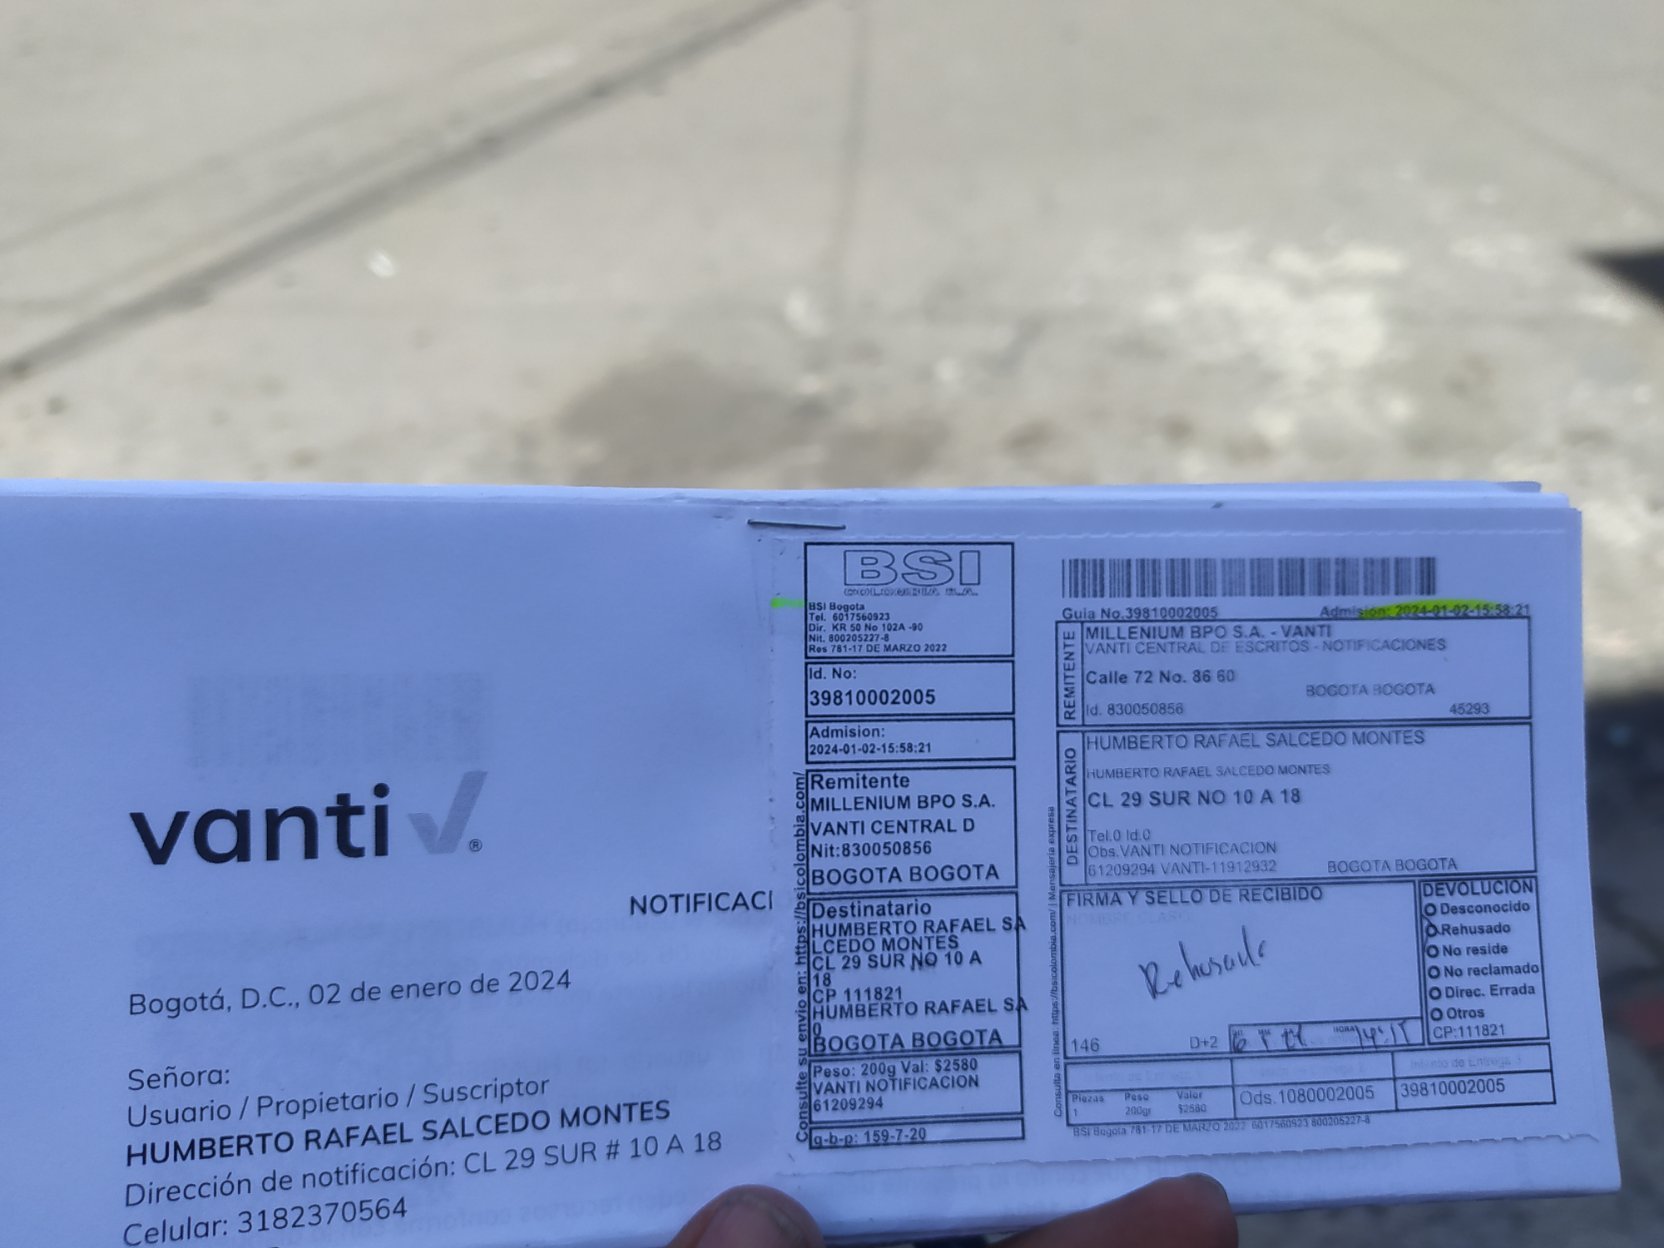 vanti
®
NOTIFICACI
Bogotá, D.C., 02 de enero de 2024
Señora:
Usuario / Propietario / Suscriptor
HUMBERTO RAFAEL SALCEDO MONTES
Dirección de notificación: CL 29 SUR # 10 A 18
Celular: 3182370564
Consulte su envio en: https://bsicolombia.com/
BSI
COLOMBIA S.A.
BSI Bogota
Tel. 6017560923
Dir. KR 50 No 102A -90
Nit. 800205227-8
Res 781-17 DE MARZO 2022
Id. No:
39810002005
Admision:
2024-01-02-15:58:21
Remitente
MILLENIUM BPO S.A.
VANTI CENTRAL D
Nit:830050856
BOGOTA BOGOTA
Destinatario
HUMBERTO RAFAEL SA
LCEDO MONTES
CL 29 SUR NO 10 A
18
CP 111821
HUMBERTO RAFAEL SA
0
BOGOTA BOGOTA
Peso: 200g Val: $2580
VANTI NOTIFICACION
61209294
g-b-p: 159-7-20
Guia No.39810002005 Admision: 2024-01-02-15:58:21
REMITENTE
MILLENIUM BPO S.A. - VANTI
VANTI CENTRAL DE ESCRITOS - NOTIFICACIONES
Calle 72 No. 86 60
BOGOTA BOGOTA
Id. 830050856 45293
DESTINATARIO
HUMBERTO RAFAEL SALCEDO MONTES
HUMBERTO RAFAEL SALCEDO MONTES
CL 29 SUR NO 10 A 18
Tel.0 Id.0
Obs.VANTI NOTIFICACION
61209294 VANTI-11912932 BOGOTA BOGOTA
Consulta en linea: https://bsicolombia.com/ | Mensajeria express
FIRMA Y SELLO DE RECIBIDO
Rehusado
146 D+2
HORA
DEVOLUCIÓN
Desconocido
Rehusado
No reside
No reclamado
Direc. Errada
Otros
CP:111821
Piezas Peso Valor
1 200gr $2580
Ods.1080002005
39810002005
BSI Bogota 781-17 DE MARZO 2022 6017560923 800205227-8